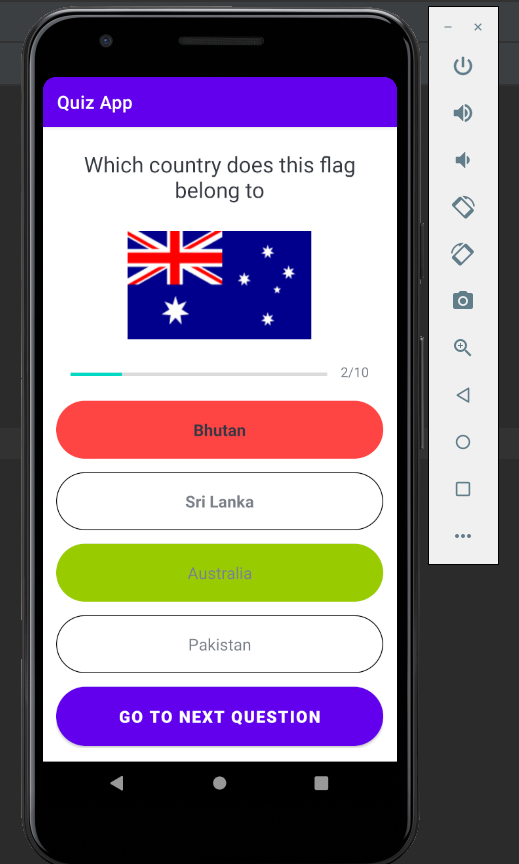 Quiz App
Which country does this flag
belong to
2/10
Bhutan
Sri Lanka
Australia
Pakistan
GO TO NEXT QUESTION